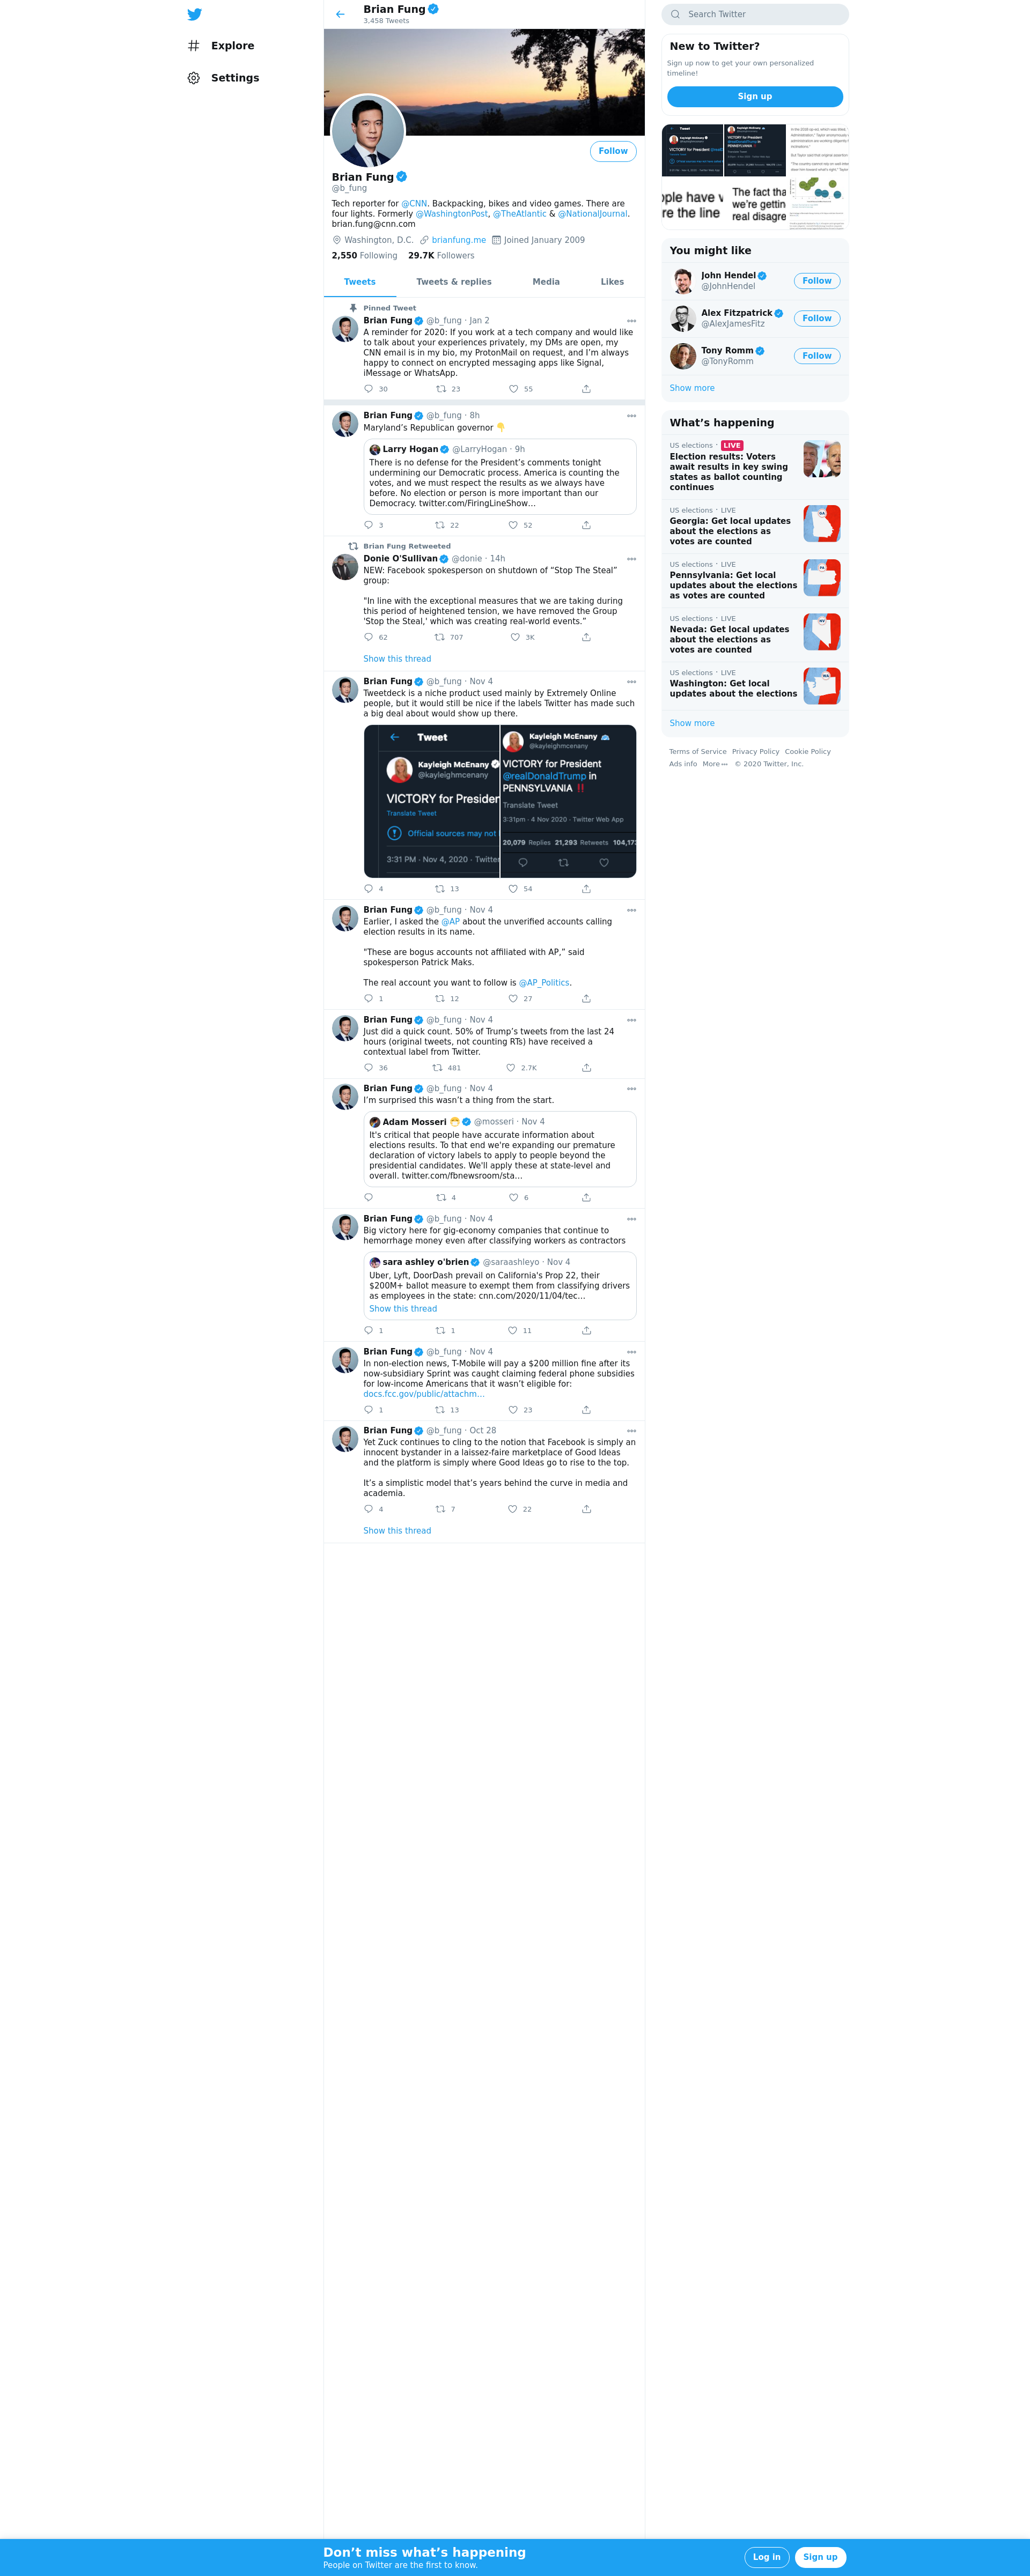 Explore
Settings
Brian Fung
3,458 Tweets
Follow
Brian Fung
@b_fung
Tech reporter for @CNN. Backpacking, bikes and video games. There are
four lights. Formerly @WashingtonPost, @TheAtlantic & @NationalJournal.
brian.fung@cnn.com
Washington, D.C. brianfung.me Joined January 2009
2,550 Following 29.7K Followers
Tweets Tweets & replies Media Likes
Pinned Tweet
Brian Fung @b_fung · Jan 2
A reminder for 2020: If you work at a tech company and would like
to talk about your experiences privately, my DMs are open, my
CNN email is in my bio, my ProtonMail on request, and I’m always
happy to connect on encrypted messaging apps like Signal,
iMessage or WhatsApp.
30 23 55
Brian Fung @b_fung · 8h
Maryland’s Republican governor 👇
Larry Hogan @LarryHogan · 9h
There is no defense for the President’s comments tonight
undermining our Democratic process. America is counting the
votes, and we must respect the results as we always have
before. No election or person is more important than our
Democracy. twitter.com/FiringLineShow…
3 22 52
Brian Fung Retweeted
Donie O'Sullivan @donie · 14h
NEW: Facebook spokesperson on shutdown of “Stop The Steal”
group:
"In line with the exceptional measures that we are taking during
this period of heightened tension, we have removed the Group
'Stop the Steal,' which was creating real-world events.”
62 707 3K
Show this thread
Brian Fung @b_fung · Nov 4
Tweetdeck is a niche product used mainly by Extremely Online
people, but it would still be nice if the labels Twitter has made such
a big deal about would show up there.
Tweet
Kayleigh McEnany
@kayleighmcenany
VICTORY for Presiden
Translate Tweet
Official sources may not
3:31 PM · Nov 4, 2020 · Twitter
Kayleigh McEnany
@kayleighmcenany
VICTORY for President
@realDonaldTrump in
PENNSYLVANIA ‼️
Translate Tweet
3:31pm · 4 Nov 2020 · Twitter Web App
20,079 Replies 21,293 Retweets 104,17
4 13 54
Brian Fung @b_fung · Nov 4
Earlier, I asked the @AP about the unverified accounts calling
election results in its name.
"These are bogus accounts not affiliated with AP,” said
spokesperson Patrick Maks.
The real account you want to follow is @AP_Politics.
1 12 27
Brian Fung @b_fung · Nov 4
Just did a quick count. 50% of Trump’s tweets from the last 24
hours (original tweets, not counting RTs) have received a
contextual label from Twitter.
36 481 2.7K
Brian Fung @b_fung · Nov 4
I’m surprised this wasn’t a thing from the start.
Adam Mosseri 😷 @mosseri · Nov 4
It's critical that people have accurate information about
elections results. To that end we're expanding our premature
declaration of victory labels to apply to people beyond the
presidential candidates. We'll apply these at state-level and
overall. twitter.com/fbnewsroom/sta…
4 6
Brian Fung @b_fung · Nov 4
Big victory here for gig-economy companies that continue to
hemorrhage money even after classifying workers as contractors
sara ashley o'brien @saraashleyo · Nov 4
Uber, Lyft, DoorDash prevail on California's Prop 22, their
$200M+ ballot measure to exempt them from classifying drivers
as employees in the state: cnn.com/2020/11/04/tec…
Show this thread
1 1 11
Brian Fung @b_fung · Nov 4
In non-election news, T-Mobile will pay a $200 million fine after its
now-subsidiary Sprint was caught claiming federal phone subsidies
for low-income Americans that it wasn’t eligible for:
docs.fcc.gov/public/attachm…
1 13 23
Brian Fung @b_fung · Oct 28
Yet Zuck continues to cling to the notion that Facebook is simply an
innocent bystander in a laissez-faire marketplace of Good Ideas
and the platform is simply where Good Ideas go to rise to the top.
It’s a simplistic model that’s years behind the curve in media and
academia.
4 7 22
Show this thread
Search Twitter
New to Twitter?
Sign up now to get your own personalized
timeline!
Sign up
eople have v
re the line
The fact tha
we’re gettin
real disagre
You might like
John Hendel
@JohnHendel
Follow
Alex Fitzpatrick
@AlexJamesFitz
Follow
Tony Romm
@TonyRomm
Follow
Show more
What’s happening
US elections · LIVE
Election results: Voters
await results in key swing
states as ballot counting
continues
US elections · LIVE
Georgia: Get local updates
about the elections as
votes are counted
US elections · LIVE
Pennsylvania: Get local
updates about the elections
as votes are counted
US elections · LIVE
Nevada: Get local updates
about the elections as
votes are counted
US elections · LIVE
Washington: Get local
updates about the elections
Show more
Terms of Service Privacy Policy Cookie Policy
Ads info More © 2020 Twitter, Inc.
Don’t miss what’s happening
People on Twitter are the first to know.
Log in
Sign up